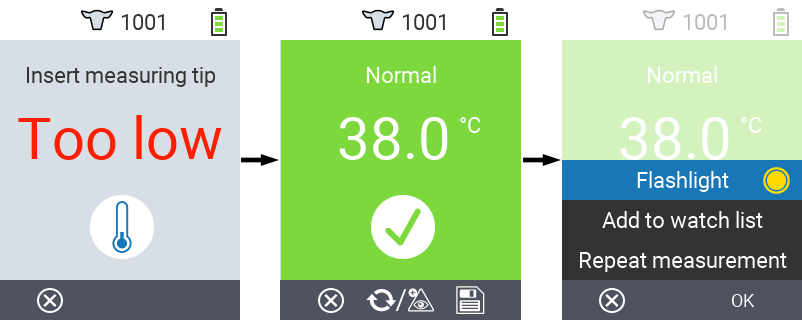 1001
Insert measuring tip
Too low
1001
Normal
38.0 °C
1001
Normal
38.0 °C
Flashlight
Add to watch list
Repeat measurement
OK